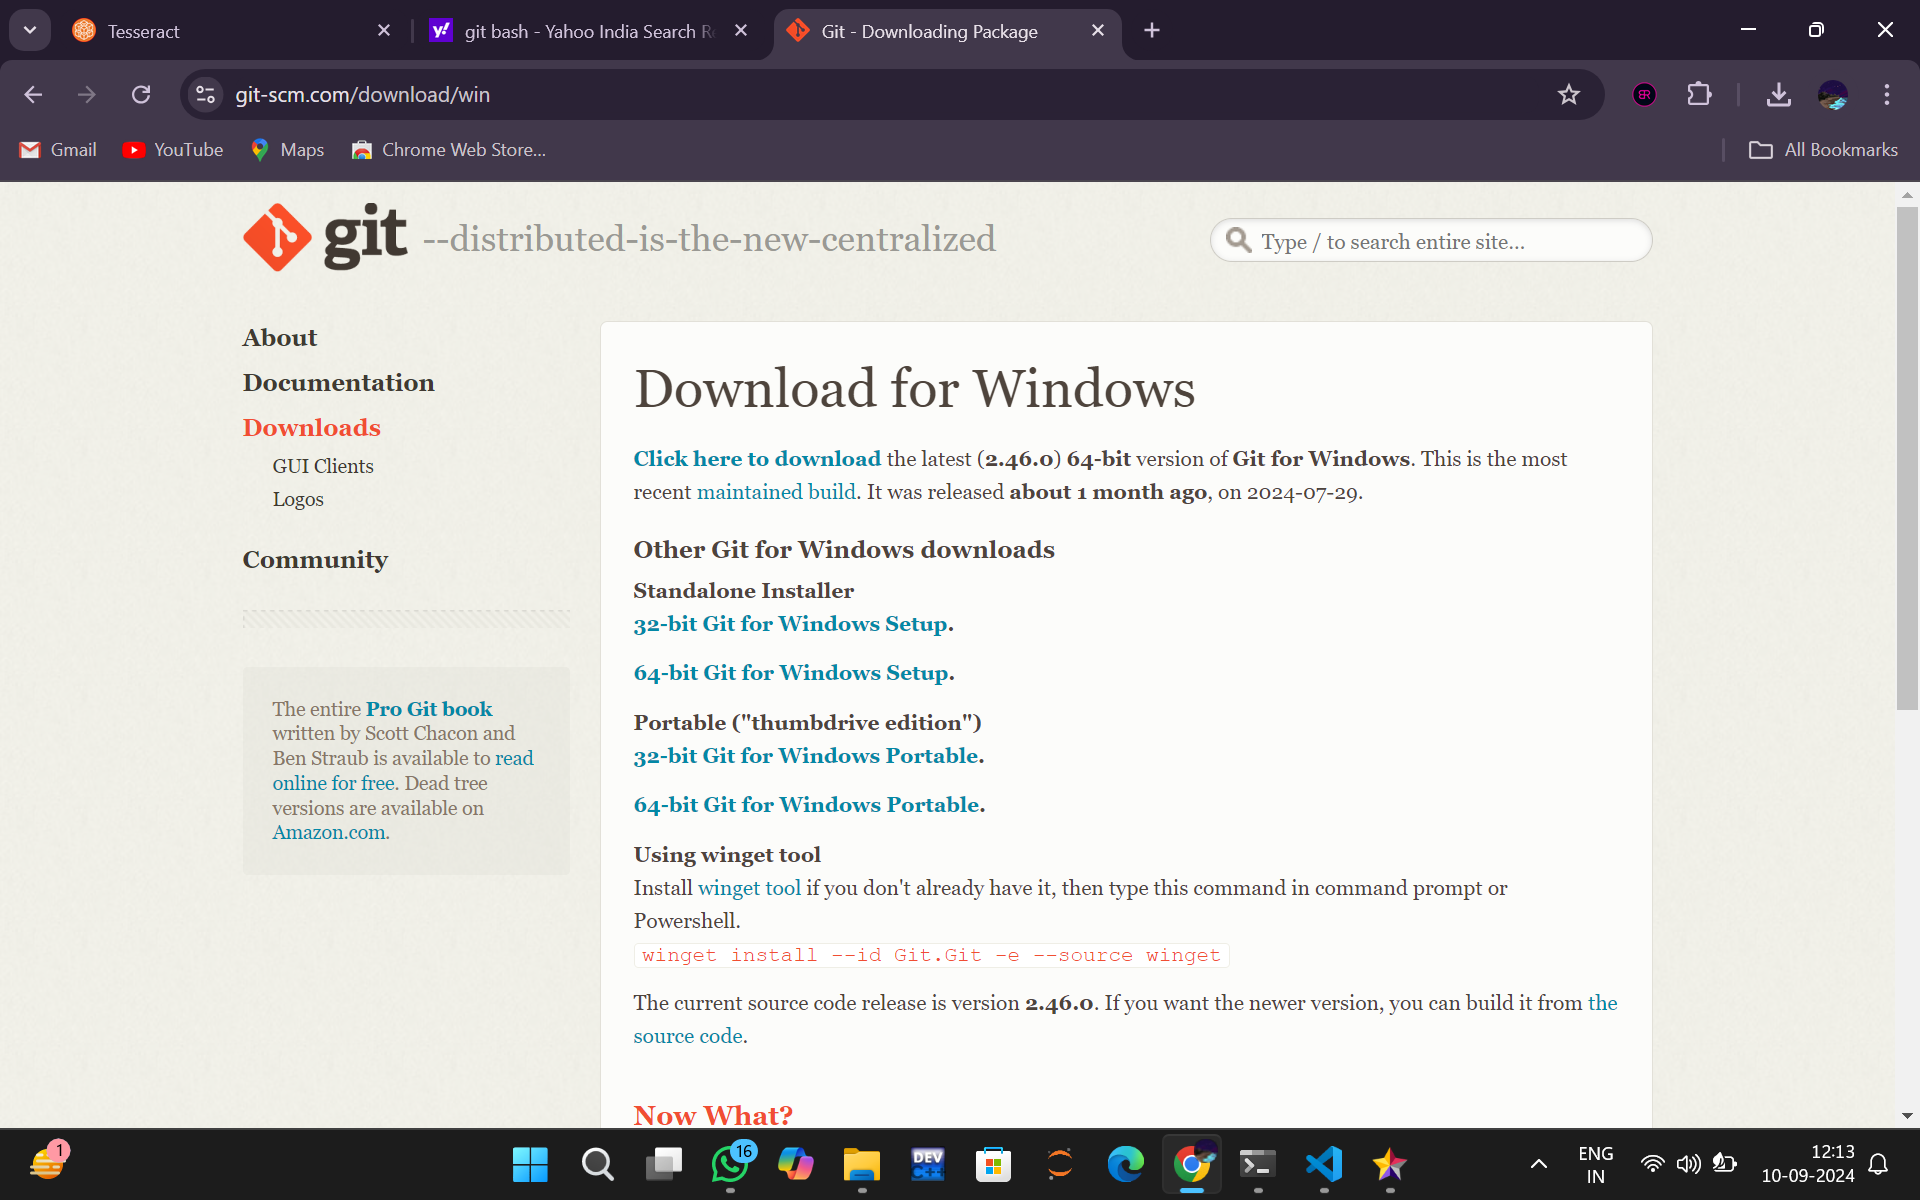 Tesseract
git bash - Yahoo India Search Re
Git - Downloading Package
git-scm.com/download/win
Gmail
YouTube
Maps
Chrome Web Store...
All Bookmarks
git --distributed-is-the-new-centralized
Type / to search entire site...
About
Documentation
Downloads
GUI Clients
Logos
Community
The entire Pro Git book
written by Scott Chacon and
Ben Straub is available to read
online for free. Dead tree
versions are available on
Amazon.com.
Download for Windows
Click here to download the latest (2.46.0) 64-bit version of Git for Windows. This is the most
recent maintained build. It was released about 1 month ago, on 2024-07-29.
Other Git for Windows downloads
Standalone Installer
32-bit Git for Windows Setup.
64-bit Git for Windows Setup.
Portable ("thumbdrive edition")
32-bit Git for Windows Portable.
64-bit Git for Windows Portable.
Using winget tool
Install winget tool if you don't already have it, then type this command in command prompt or
Powershell.
winget install --id Git.Git -e --source winget
The current source code release is version 2.46.0. If you want the newer version, you can build it from the
source code.
Now What?
1
16
DEV
C++
ENG
IN
12:13
10-09-2024